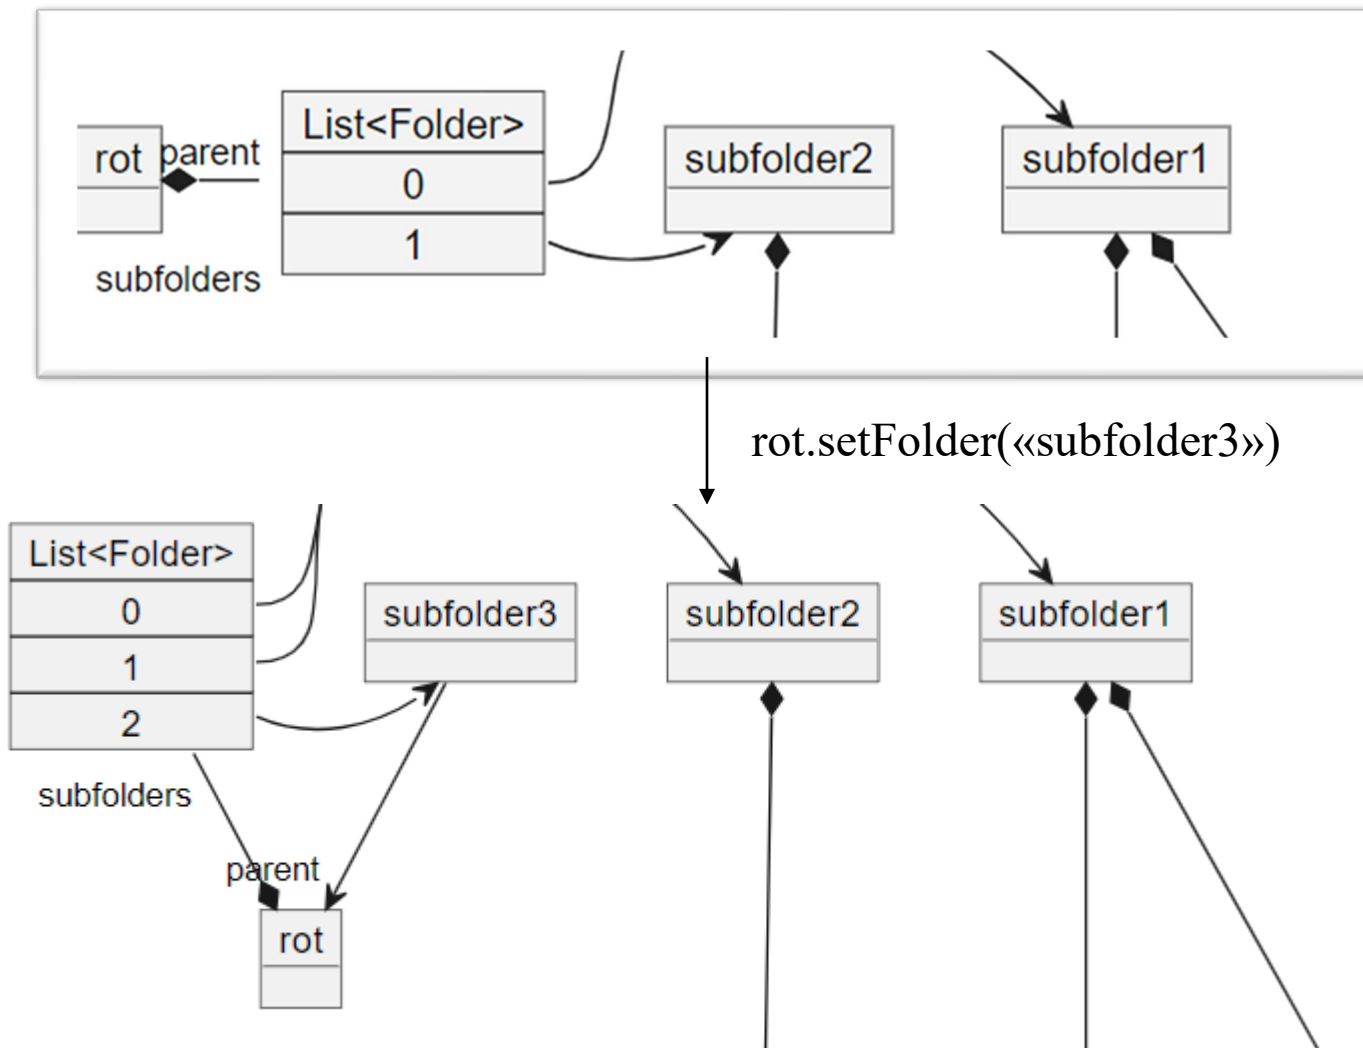 List<Folder>
rot
parent
0
subfolder2
subfolder1
1
subfolders
rot.setFolder(«subfolder3»)
List<Folder>
0
1
2
subfolder3
subfolder2
subfolder1
subfolders
parent
rot